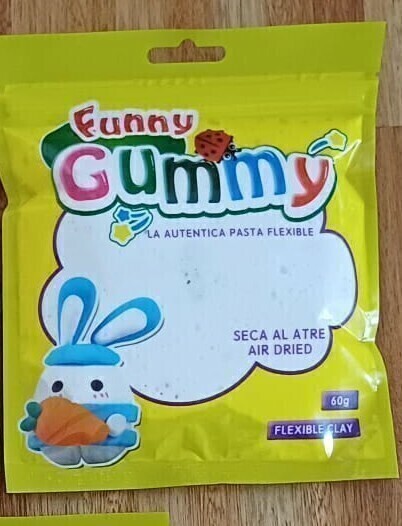 Funny
Gummy
LA AUTENTICA PASTA FLEXIBLE
SECA AL ATRE
AIR DRIED
60g
FLEXIBLE CLAY